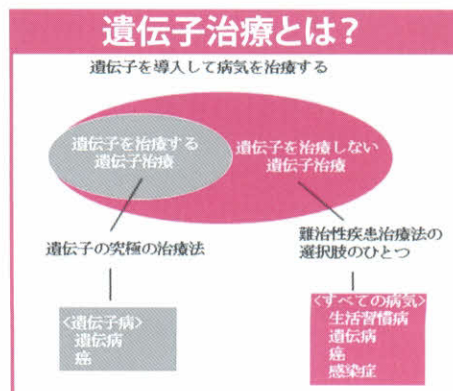 遺伝子治療とは?
遺伝子を導入して病気を治療する
遺伝子を治療する
遺伝子治療
遺伝子を治療しない
遺伝子治療
遺伝子の究極の治療法
難治性疾患治療法の
選択肢のひとつ
<遺伝子病>
遺伝病
癌
<すべての病気>
生活習慣病
遺伝病
癌
感染症